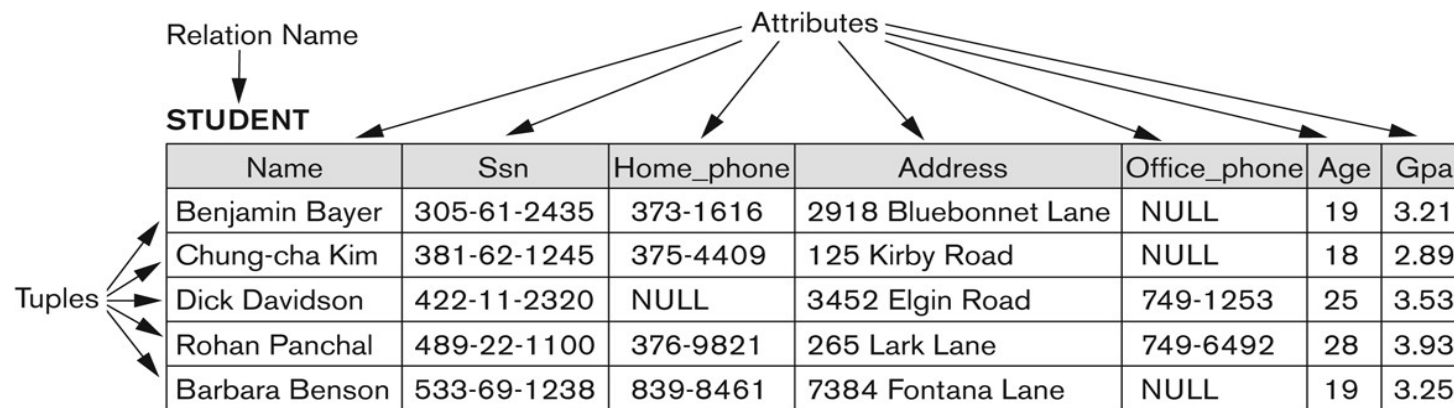 Attributes
Relation Name
STUDENT
Name Ssn Home_phone Address Office_phone Age Gpa
Benjamin Bayer 305-61-2435 373-1616 2918 Bluebonnet Lane NULL 19 3.21
Chung-cha Kim 381-62-1245 375-4409 125 Kirby Road NULL 18 2.89
Tuples Dick Davidson 422-11-2320 NULL 3452 Elgin Road 749-1253 25 3.53
Rohan Panchal 489-22-1100 376-9821 265 Lark Lane 749-6492 28 3.93
Barbara Benson 533-69-1238 839-8461 7384 Fontana Lane NULL 19 3.25